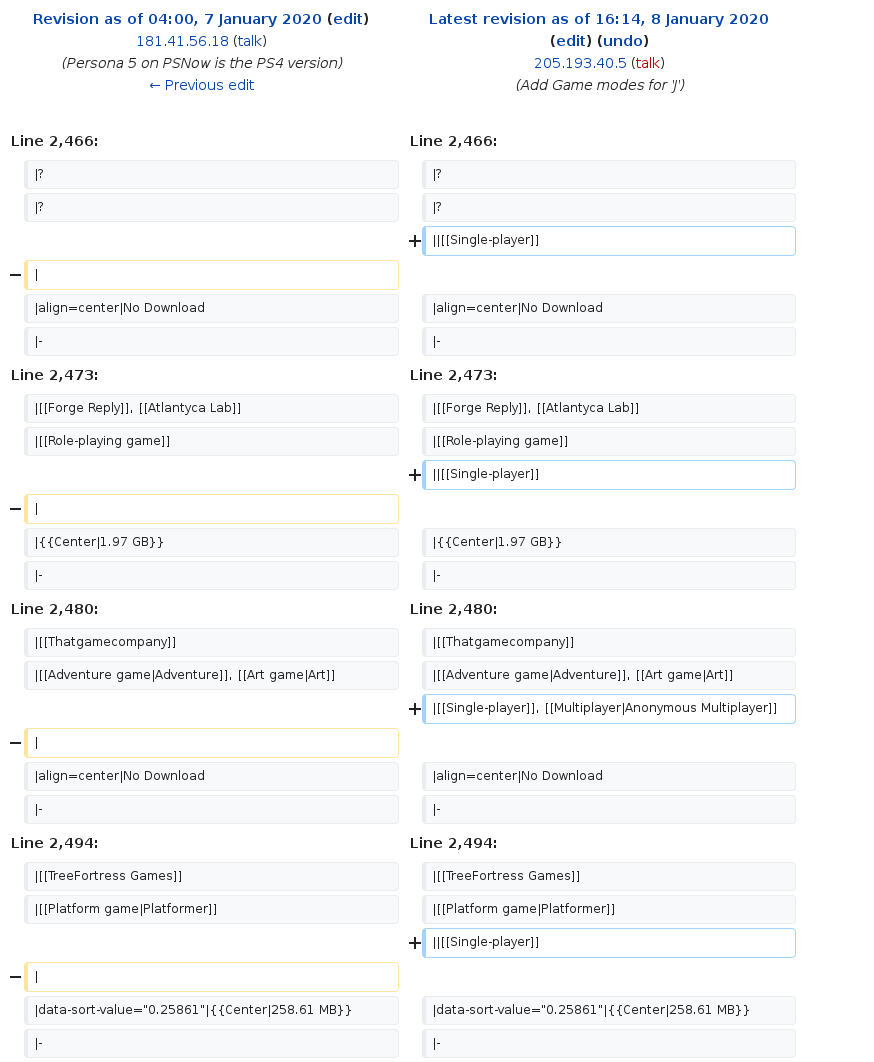 Revision as of 04:00, 7 January 2020 (edit)
181.41.56.18 (talk)
(Persona 5 on PSNow is the PS4 version)
← Previous edit
Latest revision as of 16:14, 8 January 2020
(edit) (undo)
205.193.40.5 (talk)
(Add Game modes for 'J')
Line 2,466:
Line 2,466:
|?
|?
|?
|?
+ ||[[Single-player]]
− |
|align=center|No Download
|align=center|No Download
|-
|-
Line 2,473:
Line 2,473:
|[[Forge Reply]], [[Atlantyca Lab]]
|[[Forge Reply]], [[Atlantyca Lab]]
|[[Role-playing game]]
|[[Role-playing game]]
+ ||[[Single-player]]
− |
|{{Center|1.97 GB}}
|{{Center|1.97 GB}}
|-
|-
Line 2,480:
Line 2,480:
|[[Thatgamecompany]]
|[[Thatgamecompany]]
|[[Adventure game|Adventure]], [[Art game|Art]]
|[[Adventure game|Adventure]], [[Art game|Art]]
+ |[[Single-player]], [[Multiplayer|Anonymous Multiplayer]]
− |
|align=center|No Download
|align=center|No Download
|-
|-
Line 2,494:
Line 2,494:
|[[TreeFortress Games]]
|[[TreeFortress Games]]
|[[Platform game|Platformer]]
|[[Platform game|Platformer]]
+ ||[[Single-player]]
− |
|data-sort-value="0.25861"|{{Center|258.61 MB}}
|data-sort-value="0.25861"|{{Center|258.61 MB}}
|-
|-